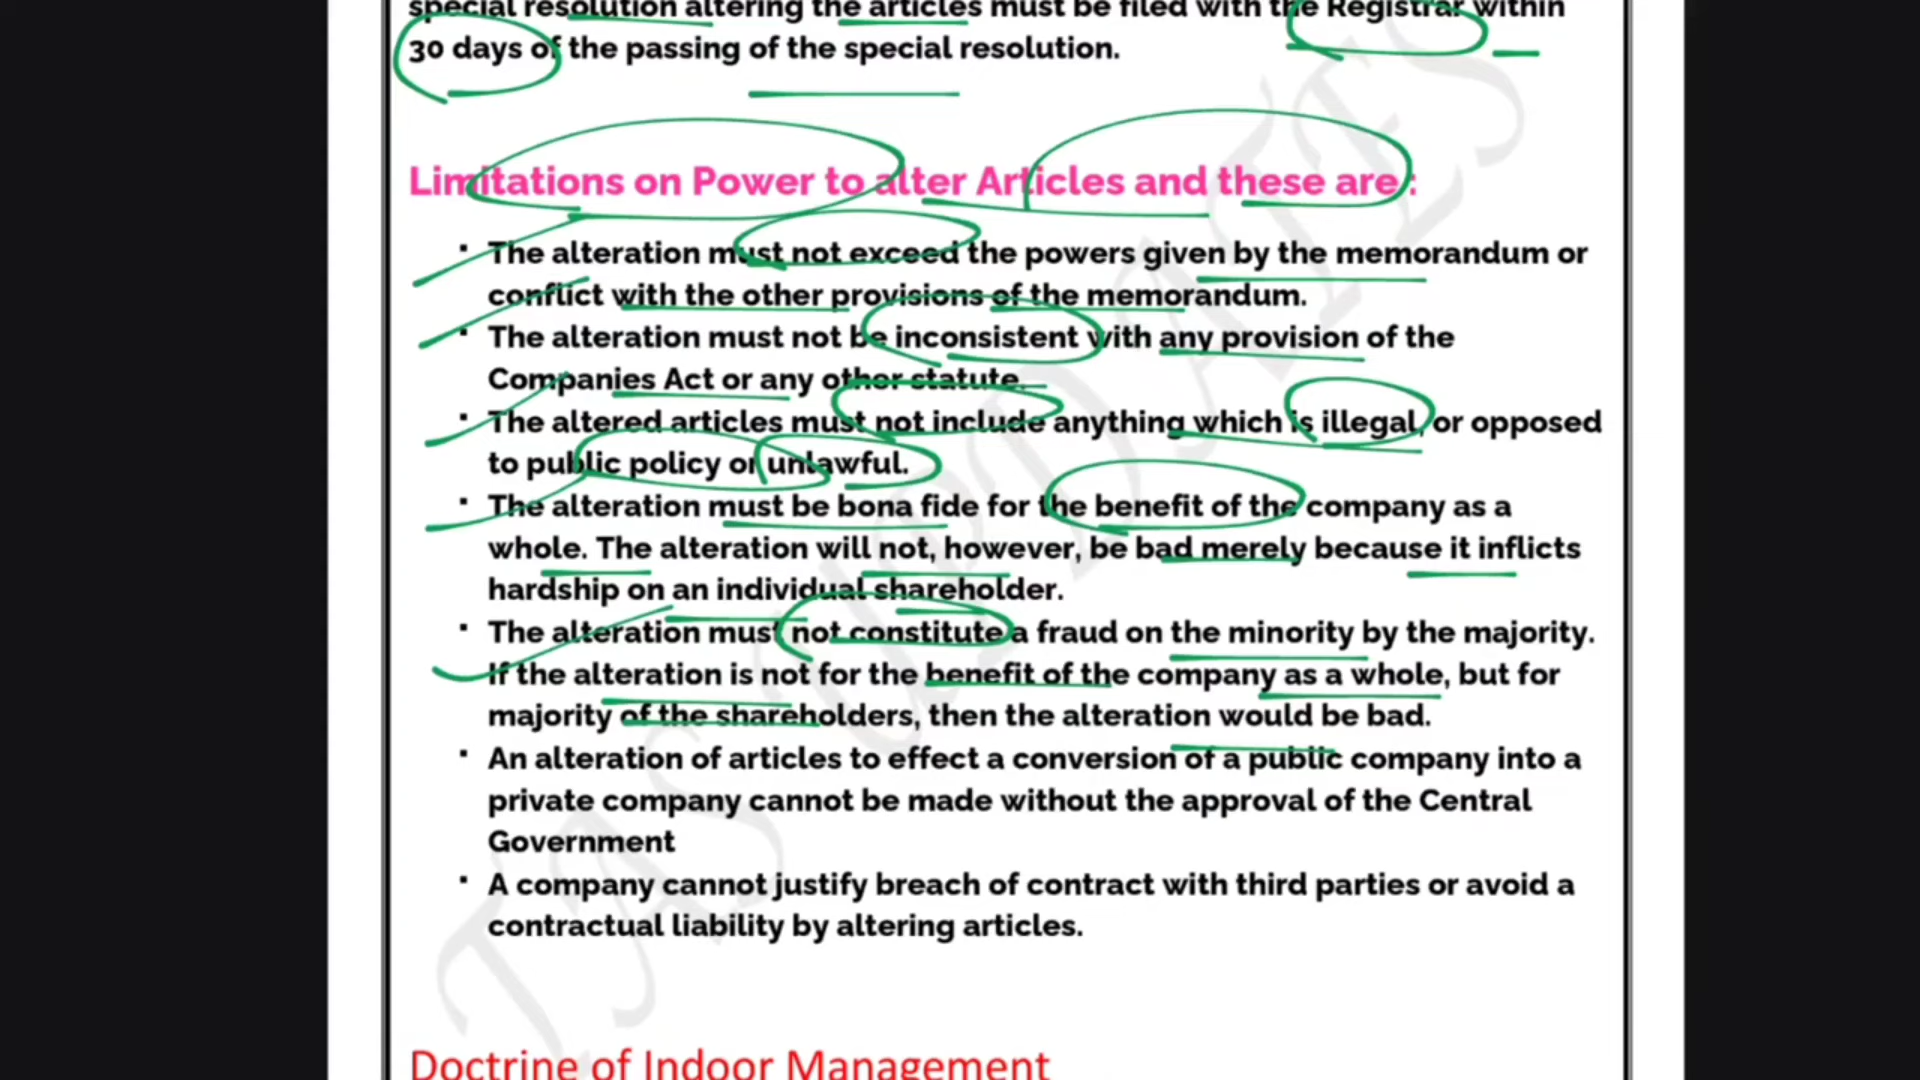 special resolution altering the articles must be filed with the Registrar within
30 days of the passing of the special resolution.
Limitations on Power to alter Articles and these are :
▪ The alteration must not exceed the powers given by the memorandum or
conflict with the other provisions of the memorandum.
▪ The alteration must not be inconsistent with any provision of the
Companies Act or any other statute.
▪ The altered articles must not include anything which is illegal, or opposed
to public policy or unlawful.
▪ The alteration must be bona fide for the benefit of the company as a
whole. The alteration will not, however, be bad merely because it inflicts
hardship on an individual shareholder.
▪ The alteration must not constitute a fraud on the minority by the majority.
If the alteration is not for the benefit of the company as a whole, but for
majority of the shareholders, then the alteration would be bad.
▪ An alteration of articles to effect a conversion of a public company into a
private company cannot be made without the approval of the Central
Government
▪ A company cannot justify breach of contract with third parties or avoid a
contractual liability by altering articles.
Doctrine of Indoor Management
TAS UPDATES